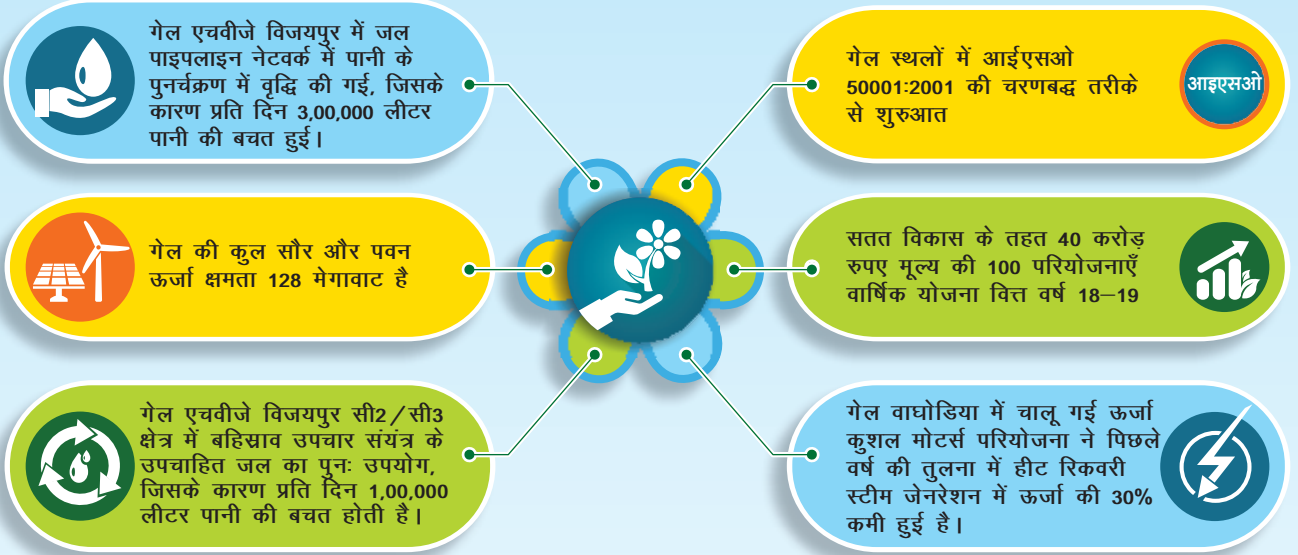 गेल एचवीजे विजयपुर में जल
पाइपलाइन नेटवर्क में पानी के
पुनर्चक्रण में वृद्धि की गई, जिसके
कारण प्रति दिन 3,00,000 लीटर
पानी की बचत हुई।
गेल की कुल सौर और पवन
ऊर्जा क्षमता 128 मेगावाट है
गेल एचवीजे विजयपुर सी2/सी3
क्षेत्र में बहिस्राव उपचार संयंत्र के
उपचाहित जल का पुनः उपयोग,
जिसके कारण प्रति दिन 1,00,000
लीटर पानी की बचत होती है।
गेल स्थलों में आईएसओ
50001:2001 की चरणबद्ध तरीके
से शुरुआत
आइएसओ
सतत विकास के तहत 40 करोड़
रुपए मूल्य की 100 परियोजनाएँ
वार्षिक योजना वित्त वर्ष 18–19
गेल वाघोडिया में चालू गई ऊर्जा
कुशल मोटर्स परियोजना ने पिछले
वर्ष की तुलना में हीट रिकवरी
स्टीम जेनरेशन में ऊर्जा की 30%
कमी हुई है।